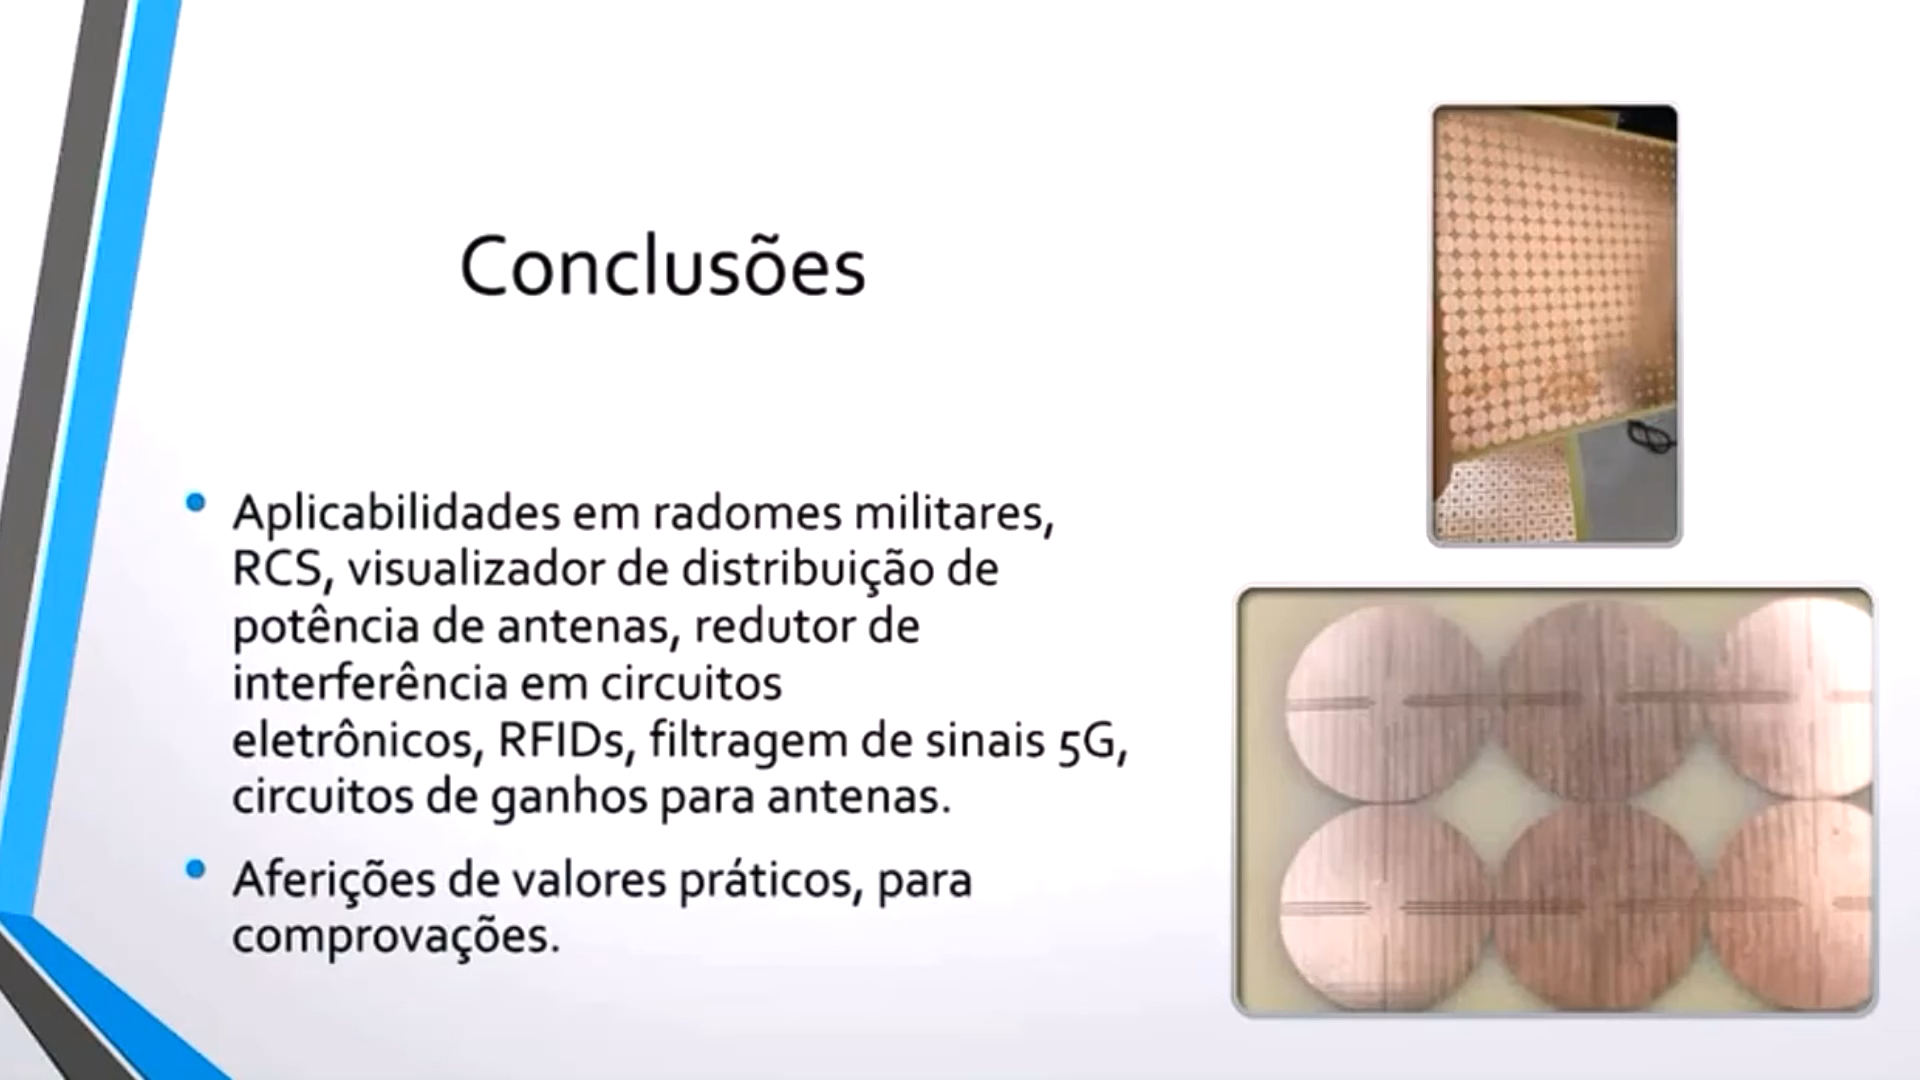 Conclusões
Aplicabilidades em radomes militares,
RCS, visualizador de distribuição de
potência de antenas, redutor de
interferência em circuitos
eletrônicos, RFIDs, filtragem de sinais 5G,
circuitos de ganhos para antenas.
Aferições de valores práticos, para
comprovações.